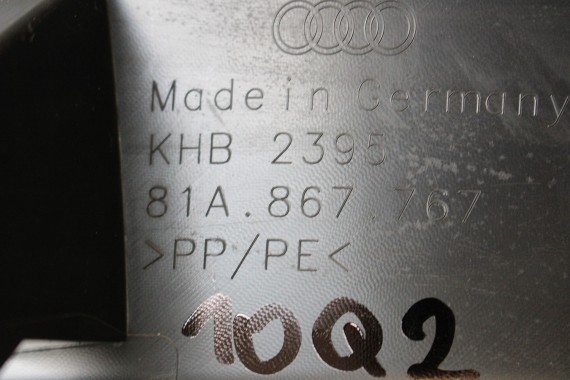 Made in Germany
KHB 2395
81A.867.767
>PP/PE<
10Q2